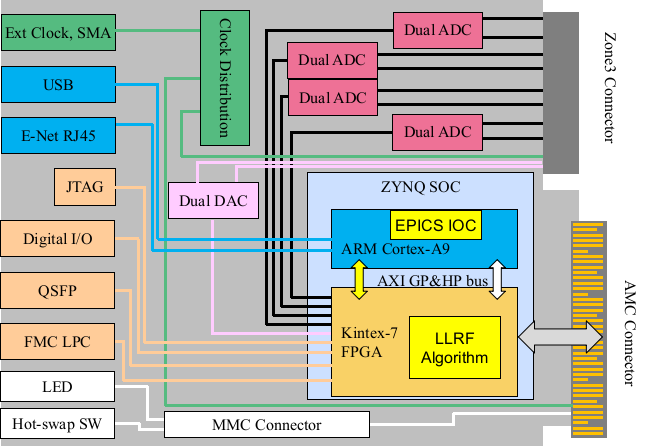 Ext Clock, SMA
USB
E-Net RJ45
JTAG
Digital I/O
QSFP
FMC LPC
LED
Hot-swap SW
Clock Distribution
Dual DAC
Dual ADC
Dual ADC
Dual ADC
Dual ADC
Zone3 Connector
ZYNQ SOC
EPICS IOC
ARM Cortex-A9
AXI GP&HP bus
Kintex-7
FPGA
LLRF
Algorithm
AMC Connector
MMC Connector